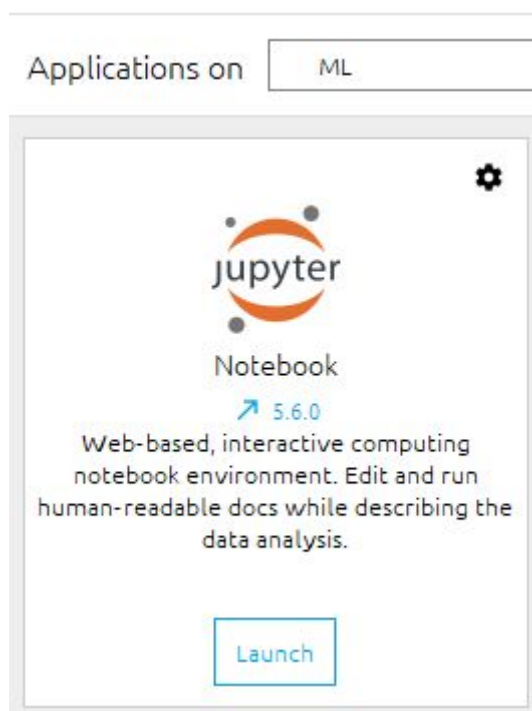 Applications on ML
jupyter
Notebook
5.6.0
Web-based, interactive computing
notebook environment. Edit and run
human-readable docs while describing the
data analysis.
Launch